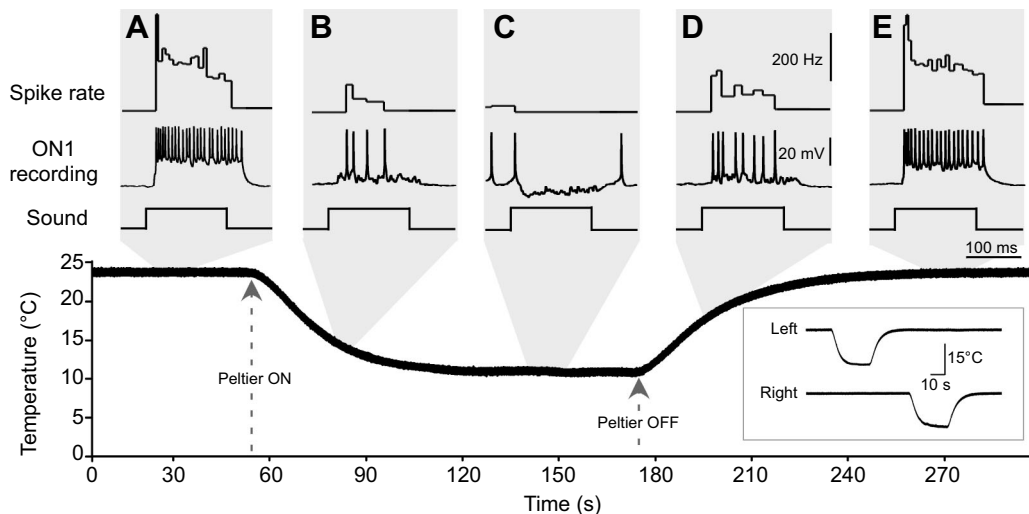 A B C D E
Spike rate
200 Hz
ON1
recording
20 mV
Sound
100 ms
Temperature (°C)
25
20
15
10
5
0
Peltier ON
Peltier OFF
Left
15°C
10 s
Right
0 30 60 90 120 150 180 210 240 270
Time (s)